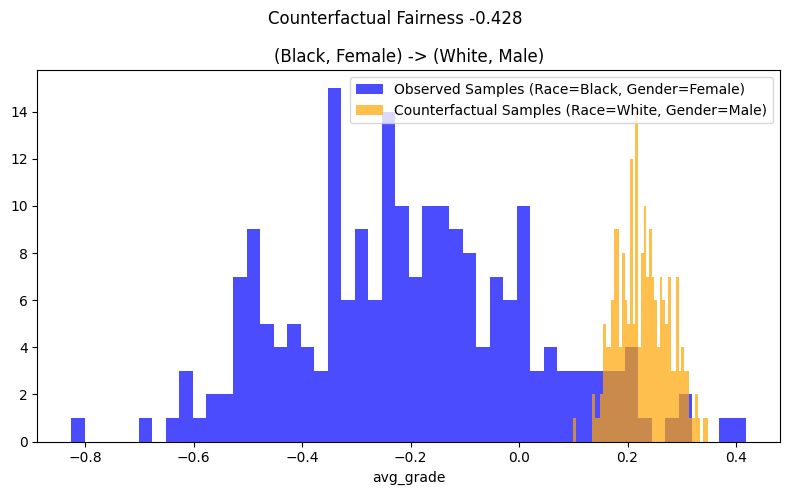 Counterfactual Fairness -0.428
(Black, Female) -> (White, Male)
Observed Samples (Race=Black, Gender=Female)
Counterfactual Samples (Race=White, Gender=Male)
14
12
10
8
6
4
2
0
−0.8 −0.6 −0.4 −0.2 0.0 0.2 0.4
avg_grade